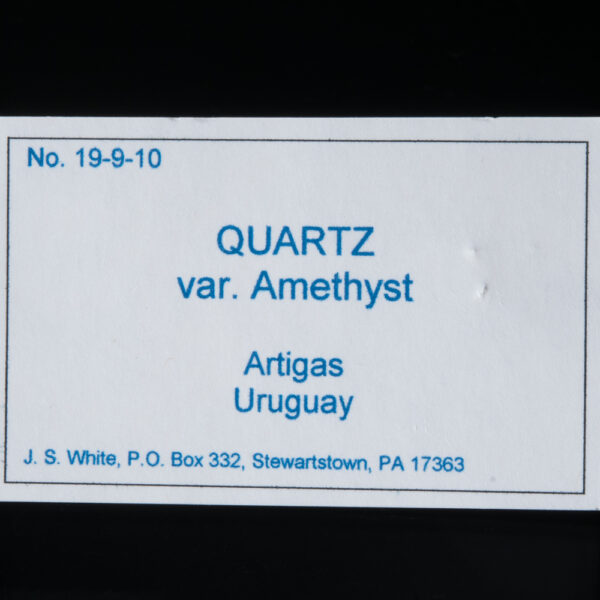 No. 19-9-10
QUARTZ
var. Amethyst
Artigas
Uruguay
J. S. White, P.O. Box 332, Stewartstown, PA 17363